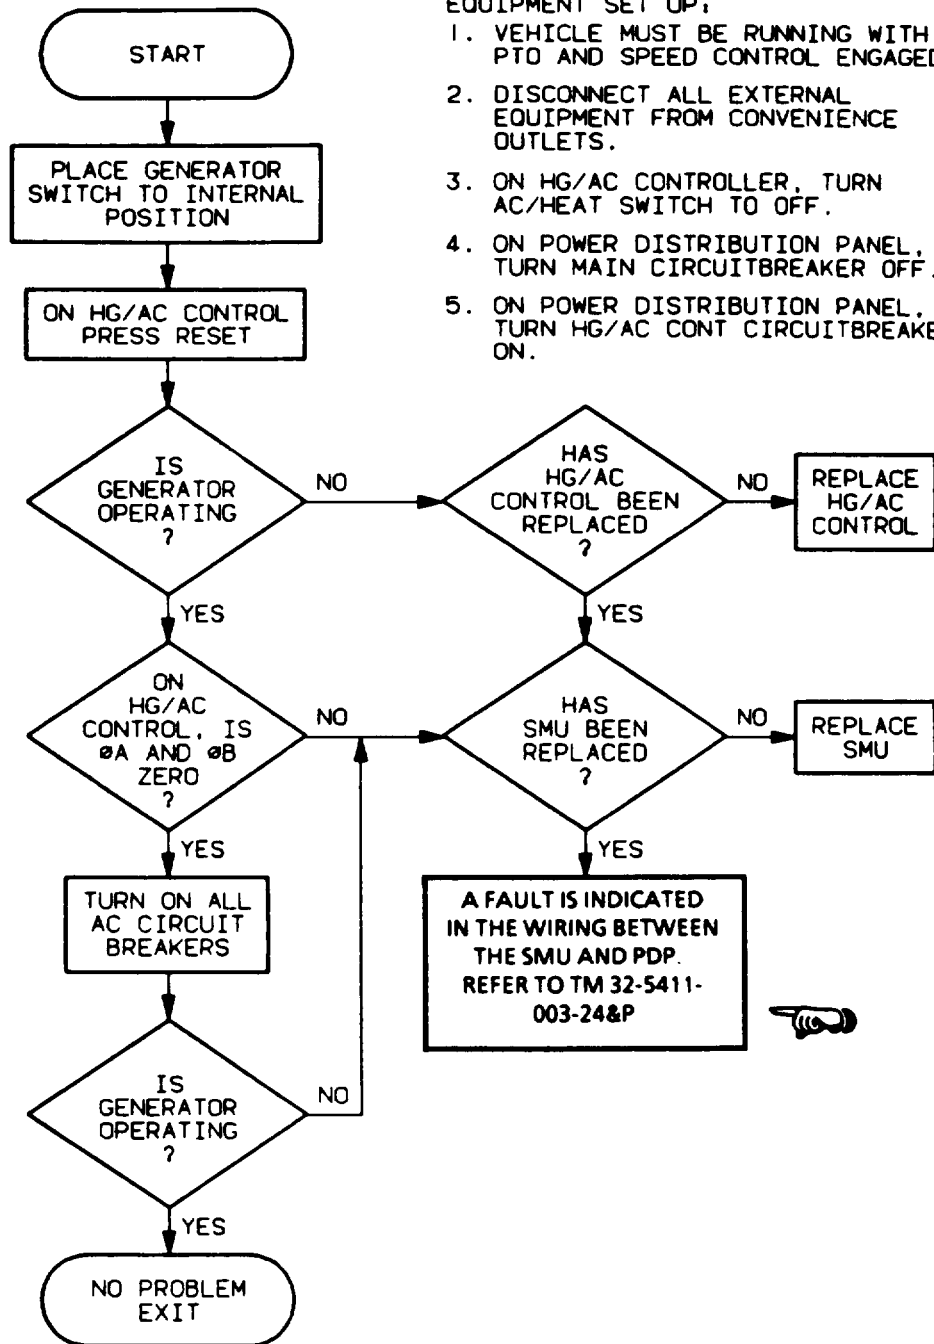 EQUIPMENT SET UP:
1. VEHICLE MUST BE RUNNING WITH
PTO AND SPEED CONTROL ENGAGED
2. DISCONNECT ALL EXTERNAL
EQUIPMENT FROM CONVENIENCE
OUTLETS.
3. ON HG/AC CONTROLLER, TURN
AC/HEAT SWITCH TO OFF.
4. ON POWER DISTRIBUTION PANEL,
TURN MAIN CIRCUITBREAKER OFF.
5. ON POWER DISTRIBUTION PANEL,
TURN HG/AC CONT CIRCUITBREAKE
ON.
START
PLACE GENERATOR
SWITCH TO INTERNAL
POSITION
ON HG/AC CONTROL
PRESS RESET
IS
GENERATOR
OPERATING
?
NO
YES
HAS
HG/AC
CONTROL BEEN
REPLACED
?
NO
YES
REPLACE
HG/AC
CONTROL
ON
HG/AC
CONTROL, IS
øA AND øB
ZERO
?
NO
YES
HAS
SMU BEEN
REPLACED
?
NO
YES
REPLACE
SMU
TURN ON ALL
AC CIRCUIT
BREAKERS
A FAULT IS INDICATED
IN THE WIRING BETWEEN
THE SMU AND PDP.
REFER TO TM 32-5411-
003-24&P
IS
GENERATOR
OPERATING
?
NO
YES
NO PROBLEM
EXIT